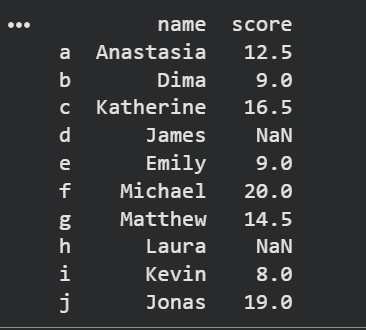 name score
a Anastasia 12.5
b Dima 9.0
c Katherine 16.5
d James NaN
e Emily 9.0
f Michael 20.0
g Matthew 14.5
h Laura NaN
i Kevin 8.0
j Jonas 19.0